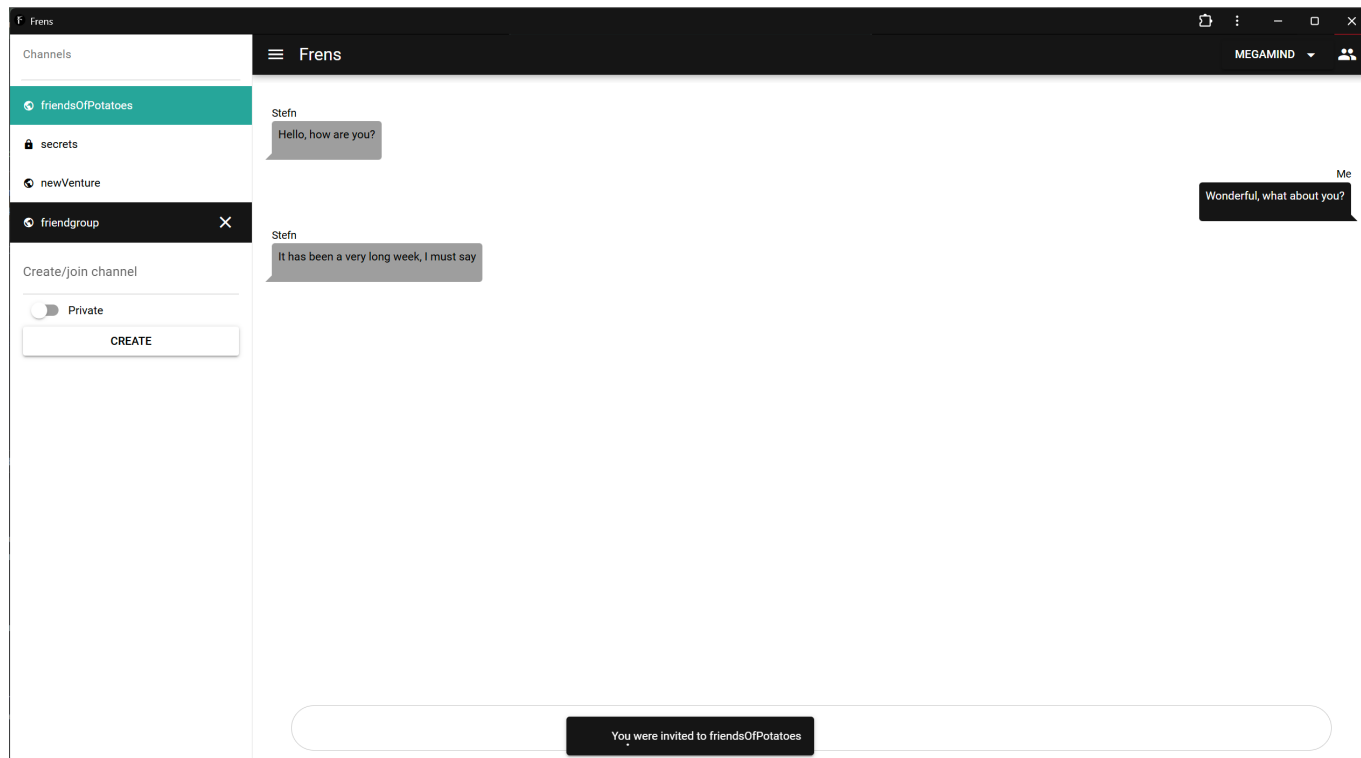 F Frens
Channels
Frens
MEGAMIND
friendsOfPotatoes
secrets
newVenture
friendgroup
Create/join channel
Private
CREATE
Stefn
Hello, how are you?
Me
Wonderful, what about you?
Stefn
It has been a very long week, I must say
You were invited to friendsOfPotatoes